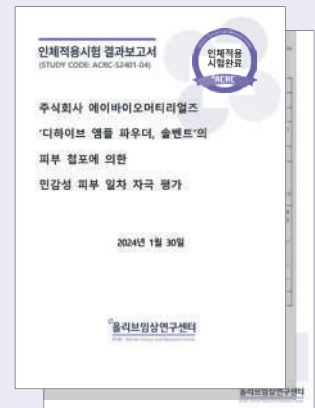 인체적용시험 결과보고서
(STUDY CODE: ACRC-S2401-04)
인체적용
시험완료
ACRC
주식회사 에이바이오머티리얼즈
'디하이브 앰플 파우더, 솔벤트'의
피부 첩포에 의한
민감성 피부 일차 자극 평가
2024년 1월 30일
올리브임상연구센터
올리브임상연구센터